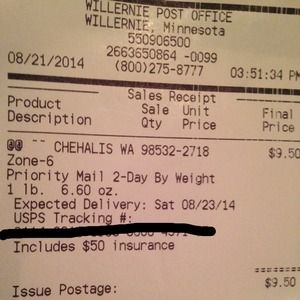 WILLERNIE POST OFFICE
WILLERNIE, Minnesota
550906500
2663650864 -0099
08/21/2014 (800)275-8777 03:51:34 PM
Sales Receipt
Product Sale Unit Final
Description Qty Price Price
@@ -- CHEHALIS WA 98532-2718 $9.50
Zone-6
Priority Mail 2-Day By Weight
1 lb. 6.60 oz.
Expected Delivery: Sat 08/23/14
USPS Tracking #:
Includes $50 insurance
========
Issue Postage: $9.50